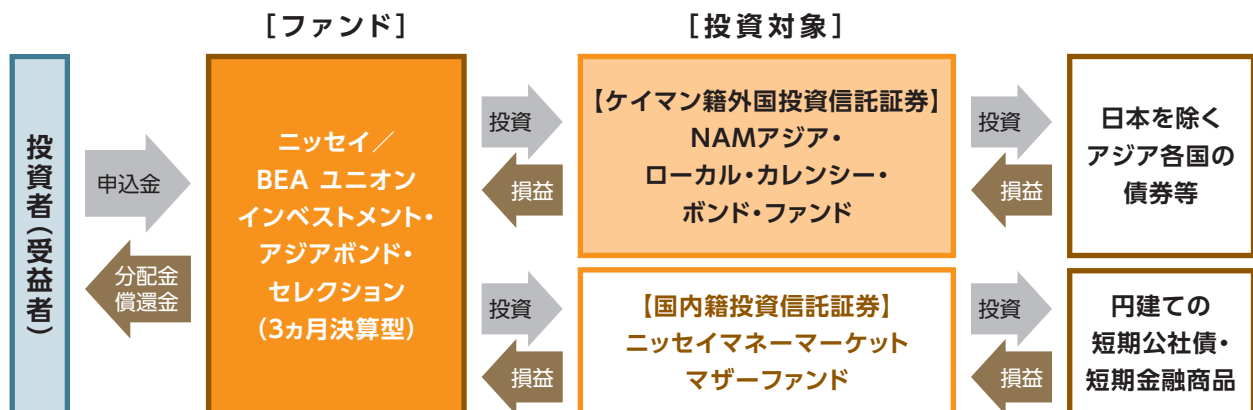 [ファンド]
[投資対象]
投資者(受益者)
申込金
分配金
償還金
ニッセイ／
BEA ユニオン
インベストメント・
アジアボンド・
セレクション
(3ヵ月決算型)
投資
損益
【ケイマン籍外国投資信託証券】
NAMアジア・
ローカル・カレンシー・
ボンド・ファンド
投資
損益
日本を除く
アジア各国の
債券等
投資
損益
【国内籍投資信託証券】
ニッセイマネーマーケット
マザーファンド
投資
損益
円建ての
短期公社債・
短期金融商品